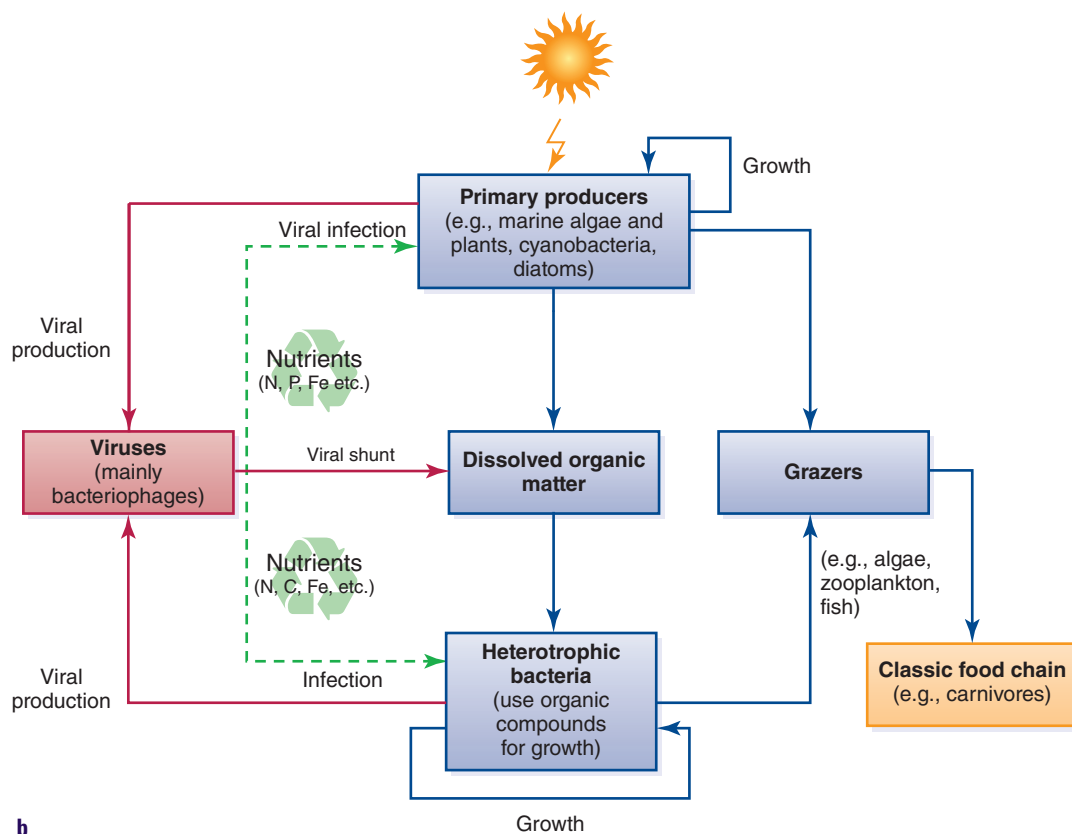 Growth
Primary producers
(e.g., marine algae and
plants, cyanobacteria,
diatoms)
Viral infection
Viral
production
Nutrients
(N, P, Fe etc.)
Viruses
(mainly
bacteriophages)
Viral shunt
Dissolved organic
matter
Grazers
Nutrients
(N, C, Fe, etc.)
(e.g., algae,
zooplankton,
fish)
Heterotrophic
bacteria
(use organic
compounds
for growth)
Classic food chain
(e.g., carnivores)
Viral
production
Infection
Growth
b